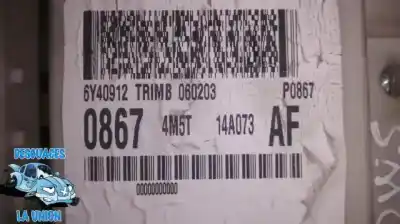 6Y40912 TRIMB 060203 P0867
0867 4M5T 14A073 AF
00000000000
DESGUACES
LA UNION